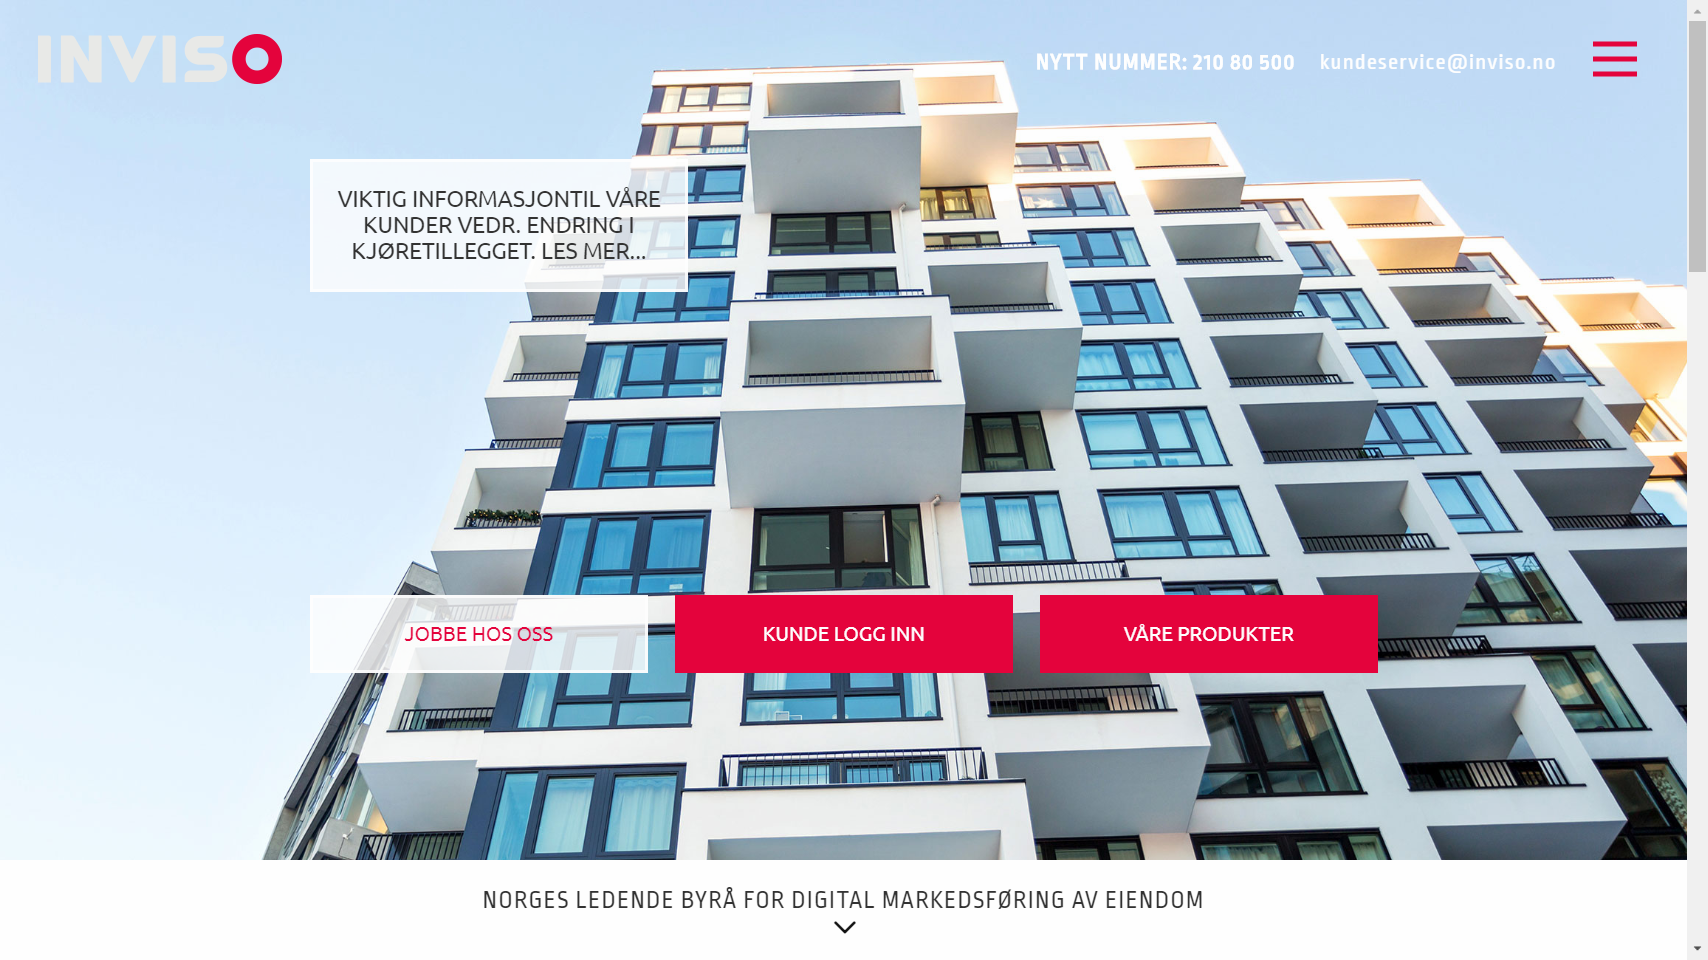 INVISO
NYTT NUMMER: 210 80 500
kundeservice@inviso.no
VIKTIG INFORMASJONTIL VÅRE
KUNDER VEDR. ENDRING I
KJØRETILLEGGET. LES MER...
JOBBE HOS OSS
KUNDE LOGG INN
VÅRE PRODUKTER
NORGES LEDENDE BYRÅ FOR DIGITAL MARKEDSFØRING AV EIENDOM